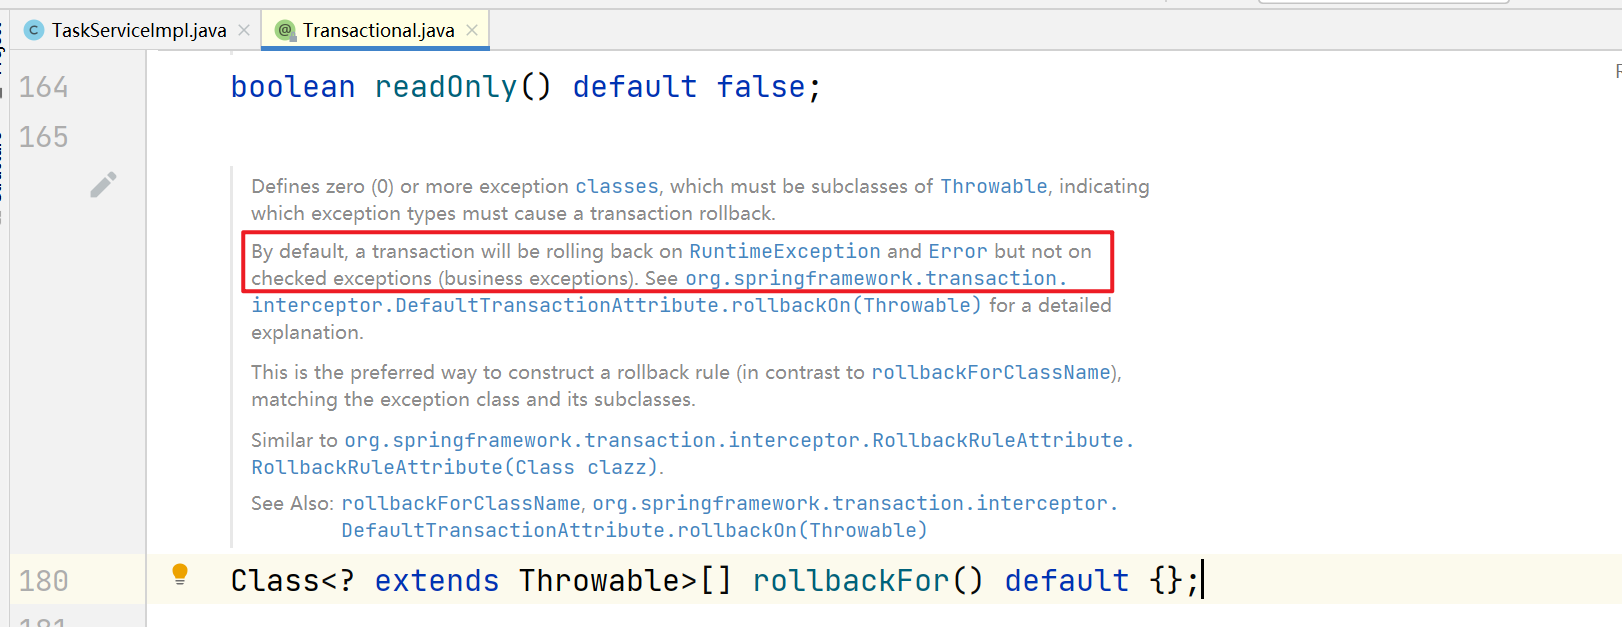 TaskServiceImpl.java
Transactional.java
164 boolean readOnly() default false;
165
Defines zero (0) or more exception classes, which must be subclasses of Throwable, indicating
which exception types must cause a transaction rollback.
By default, a transaction will be rolling back on RuntimeException and Error but not on
checked exceptions (business exceptions). See org.springframework.transaction.
interceptor.DefaultTransactionAttribute.rollbackOn(Throwable) for a detailed
explanation.
This is the preferred way to construct a rollback rule (in contrast to rollbackForClassName),
matching the exception class and its subclasses.
Similar to org.springframework.transaction.interceptor.RollbackRuleAttribute.
RollbackRuleAttribute(Class clazz).
See Also: rollbackForClassName, org.springframework.transaction.interceptor.
DefaultTransactionAttribute.rollbackOn(Throwable)
180 Class<? extends Throwable>[] rollbackFor() default {};